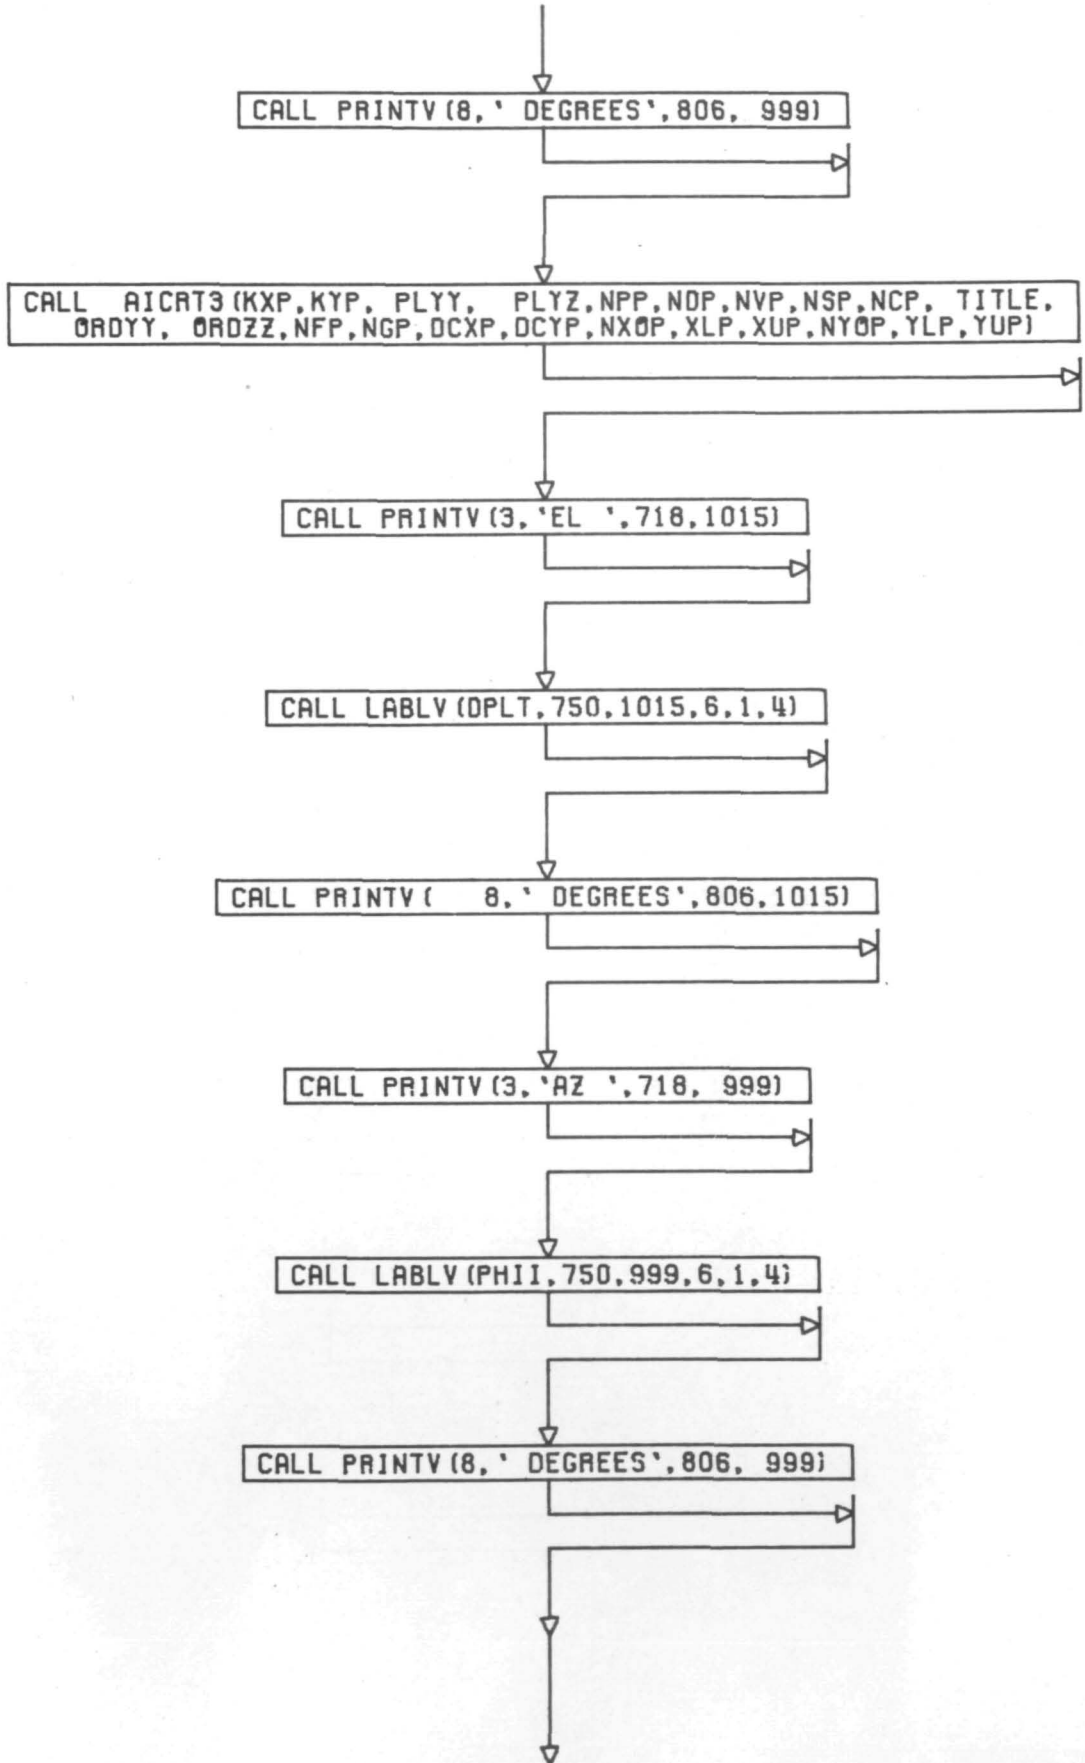 CALL PRINTV(8,' DEGREES',806, 999)
CALL AICRT3(KXP,KYP, PLYY, PLYZ,NPP,NDP,NVP,NSP,NCP, TITLE,
ORDYY, ORDZZ,NFP,NGP,DCXP,DCYP,NXOP,XLP,XUP,NYOP,YLP,YUP)
CALL PRINTV(3,'EL ',718,1015)
CALL LABLV(DPLT,750,1015,6,1,4)
CALL PRINTV( 8,' DEGREES',806,1015)
CALL PRINTV(3,'AZ ',718, 999)
CALL LABLV(PHII,750,999,6,1,4)
CALL PRINTV(8,' DEGREES',806, 999)